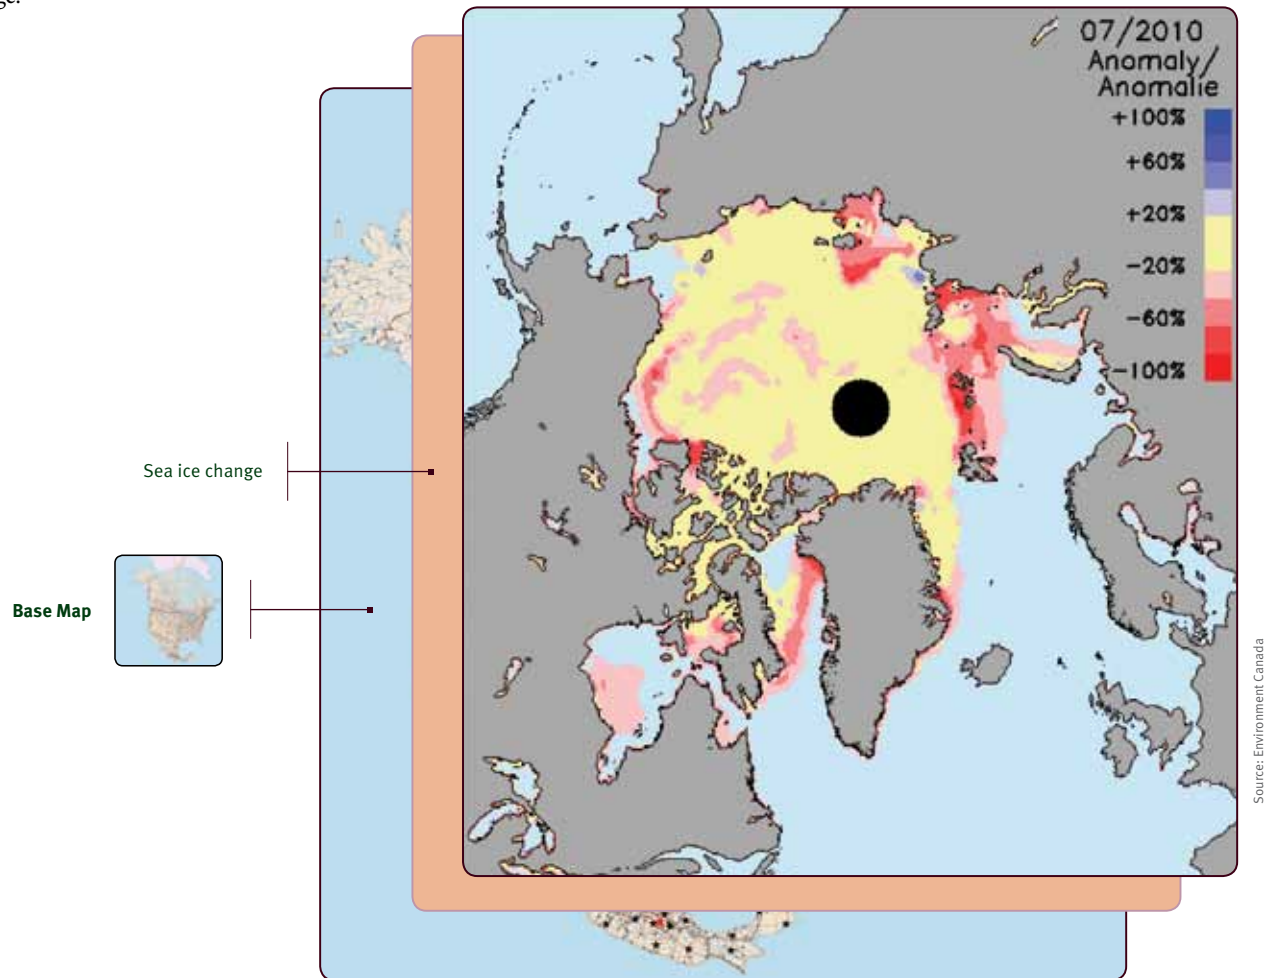 07/2010
Anomaly/
Anomalie
+100%
+60%
+20%
-20%
-60%
-100%
Sea ice change
Base Map
Source: Environment Canada